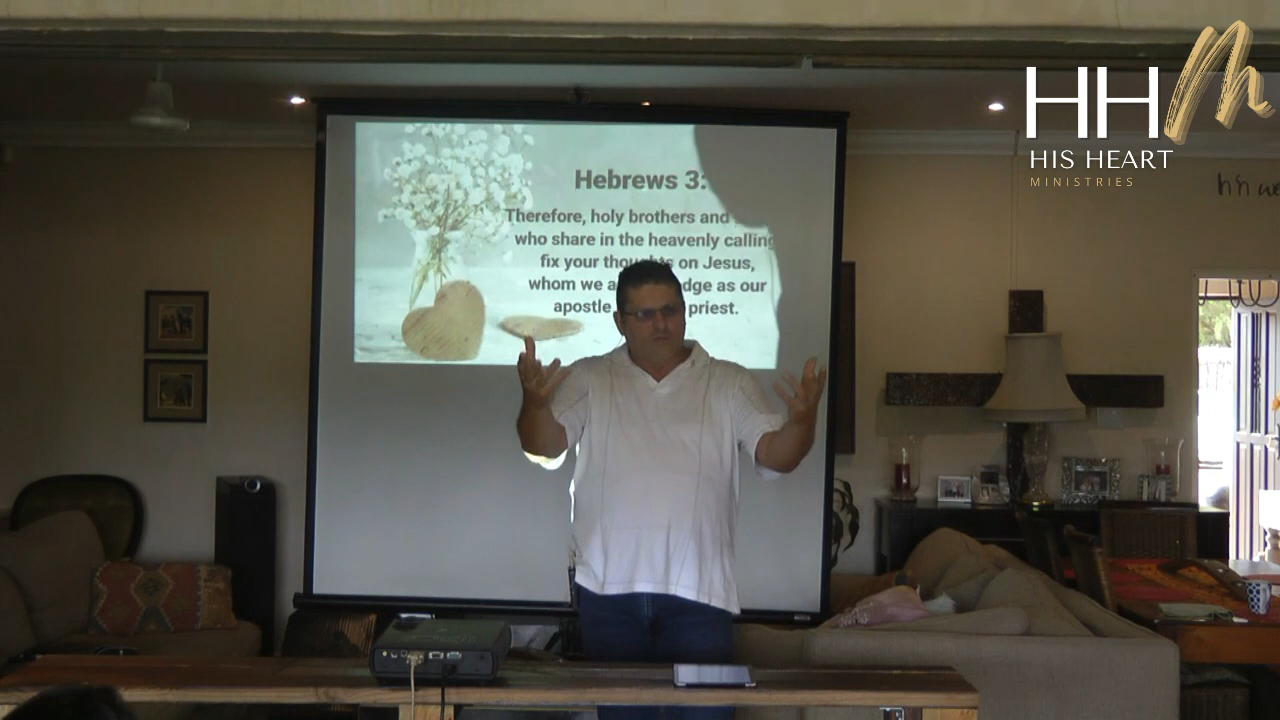 HH
HIS HEART
MINISTRIES
Hebrews 3:
Therefore, holy brothers and
who share in the heavenly calling
fix your thoughts on Jesus,
whom we as our
apostle priest.